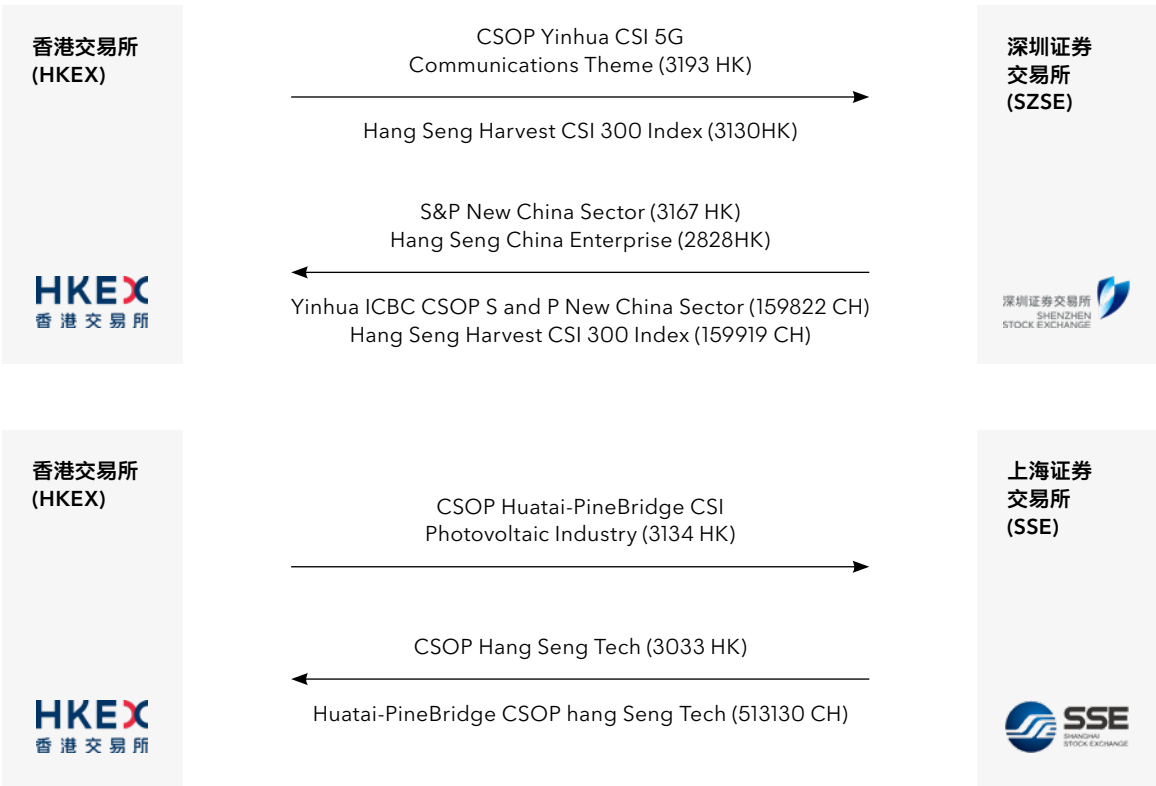 香港交易所
(HKEX)
CSOP Yinhua CSI 5G
Communications Theme (3193 HK)
Hang Seng Harvest CSI 300 Index (3130HK)
S&P New China Sector (3167 HK)
Hang Seng China Enterprise (2828HK)
Yinhua ICBC CSOP S and P New China Sector (159822 CH)
Hang Seng Harvest CSI 300 Index (159919 CH)
HKEX
香港交易所
深圳证券
交易所
(SZSE)
深圳证券交易所
SHENZHEN
STOCK EXCHANGE
香港交易所
(HKEX)
CSOP Huatai-PineBridge CSI
Photovoltaic Industry (3134 HK)
CSOP Hang Seng Tech (3033 HK)
Huatai-PineBridge CSOP hang Seng Tech (513130 CH)
HKEX
香港交易所
上海证券
交易所
(SSE)
SSE
SHANGHAI
STOCK EXCHANGE